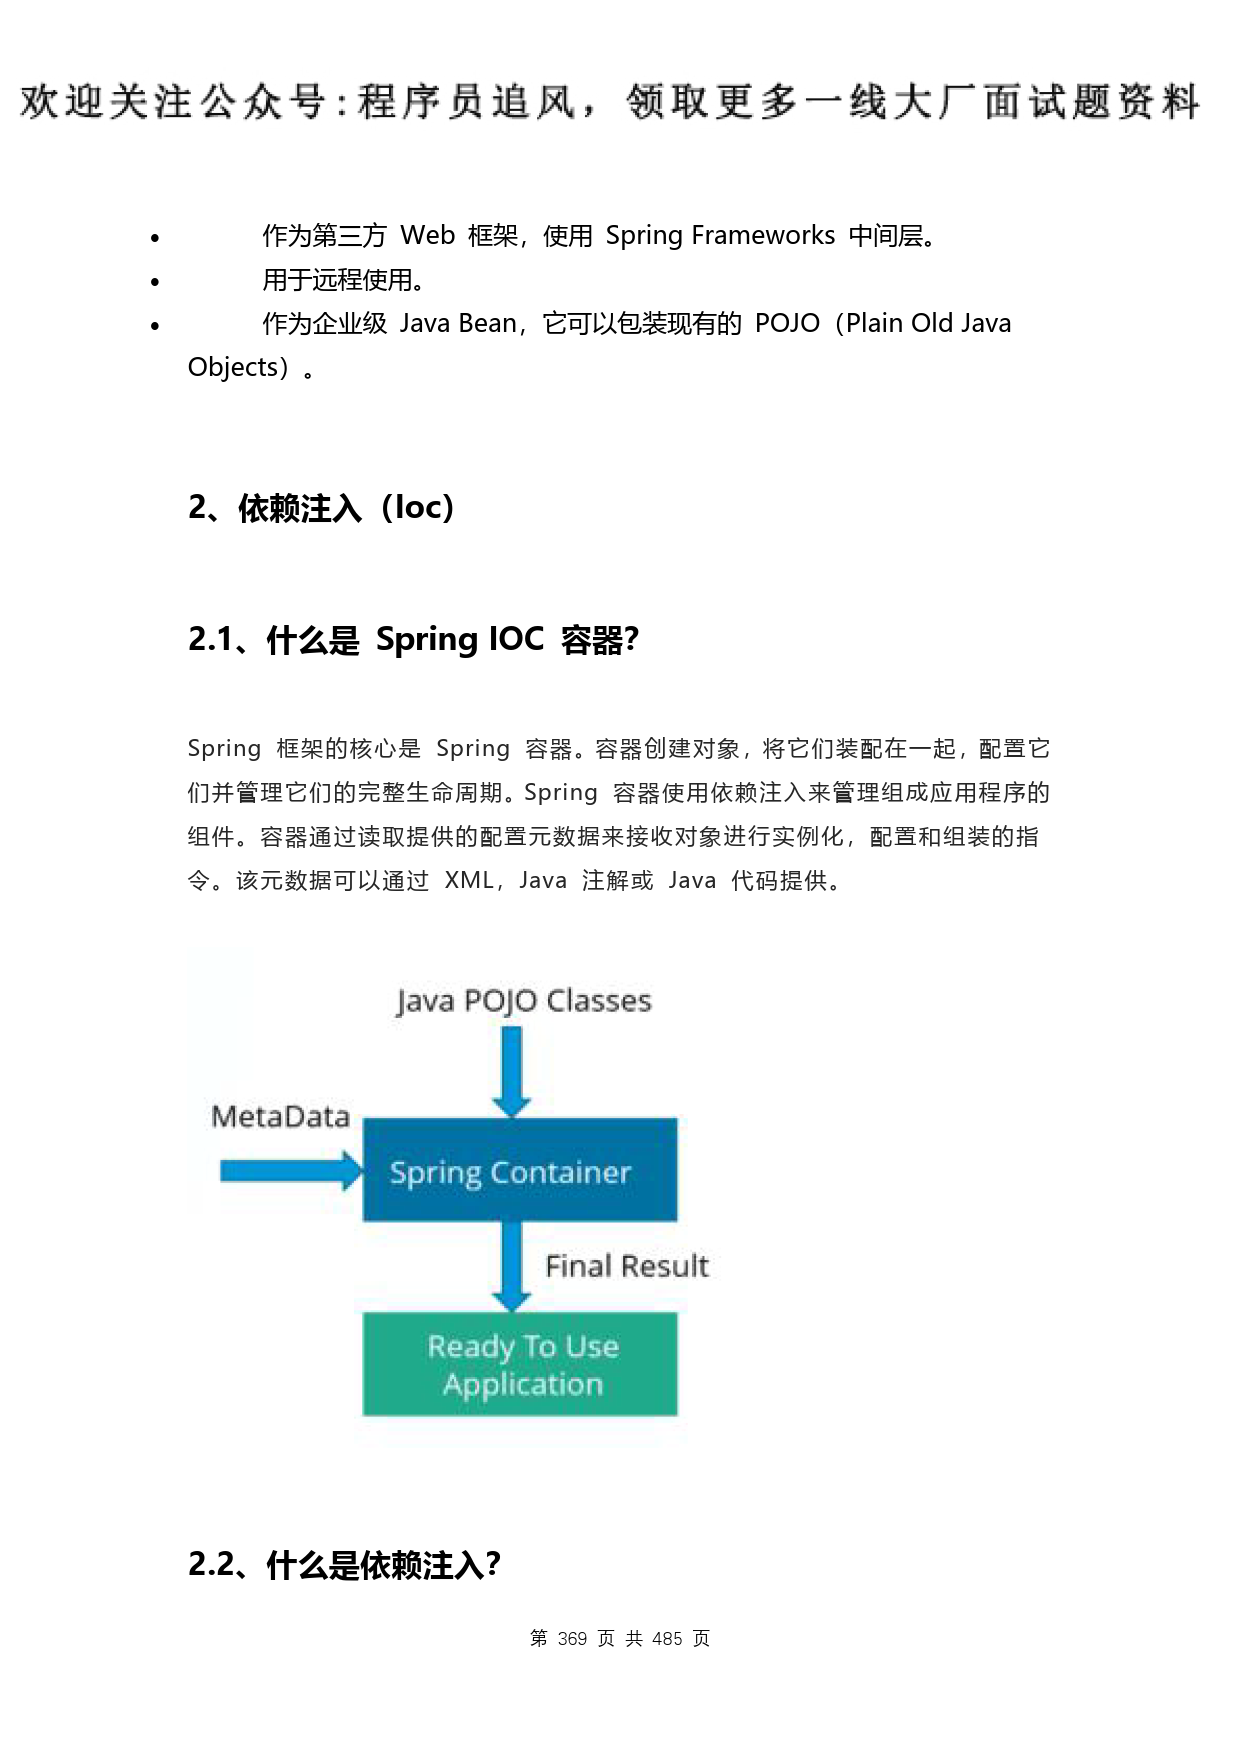 欢迎关注公众号:程序员追风，领取更多一线大厂面试题资料
• 作为第三方 Web 框架，使用 Spring Frameworks 中间层。
• 用于远程使用。
• 作为企业级 Java Bean，它可以包装现有的 POJO（Plain Old Java
Objects）。
2、依赖注入（Ioc）
2.1、什么是 Spring IOC 容器？
Spring 框架的核心是 Spring 容器。容器创建对象，将它们装配在一起，配置它
们并管理它们的完整生命周期。Spring 容器使用依赖注入来管理组成应用程序的
组件。容器通过读取提供的配置元数据来接收对象进行实例化，配置和组装的指
令。该元数据可以通过 XML，Java 注解或 Java 代码提供。
Java POJO Classes
MetaData
Spring Container
Final Result
Ready To Use
Application
2.2、什么是依赖注入？
第 369 页 共 485 页